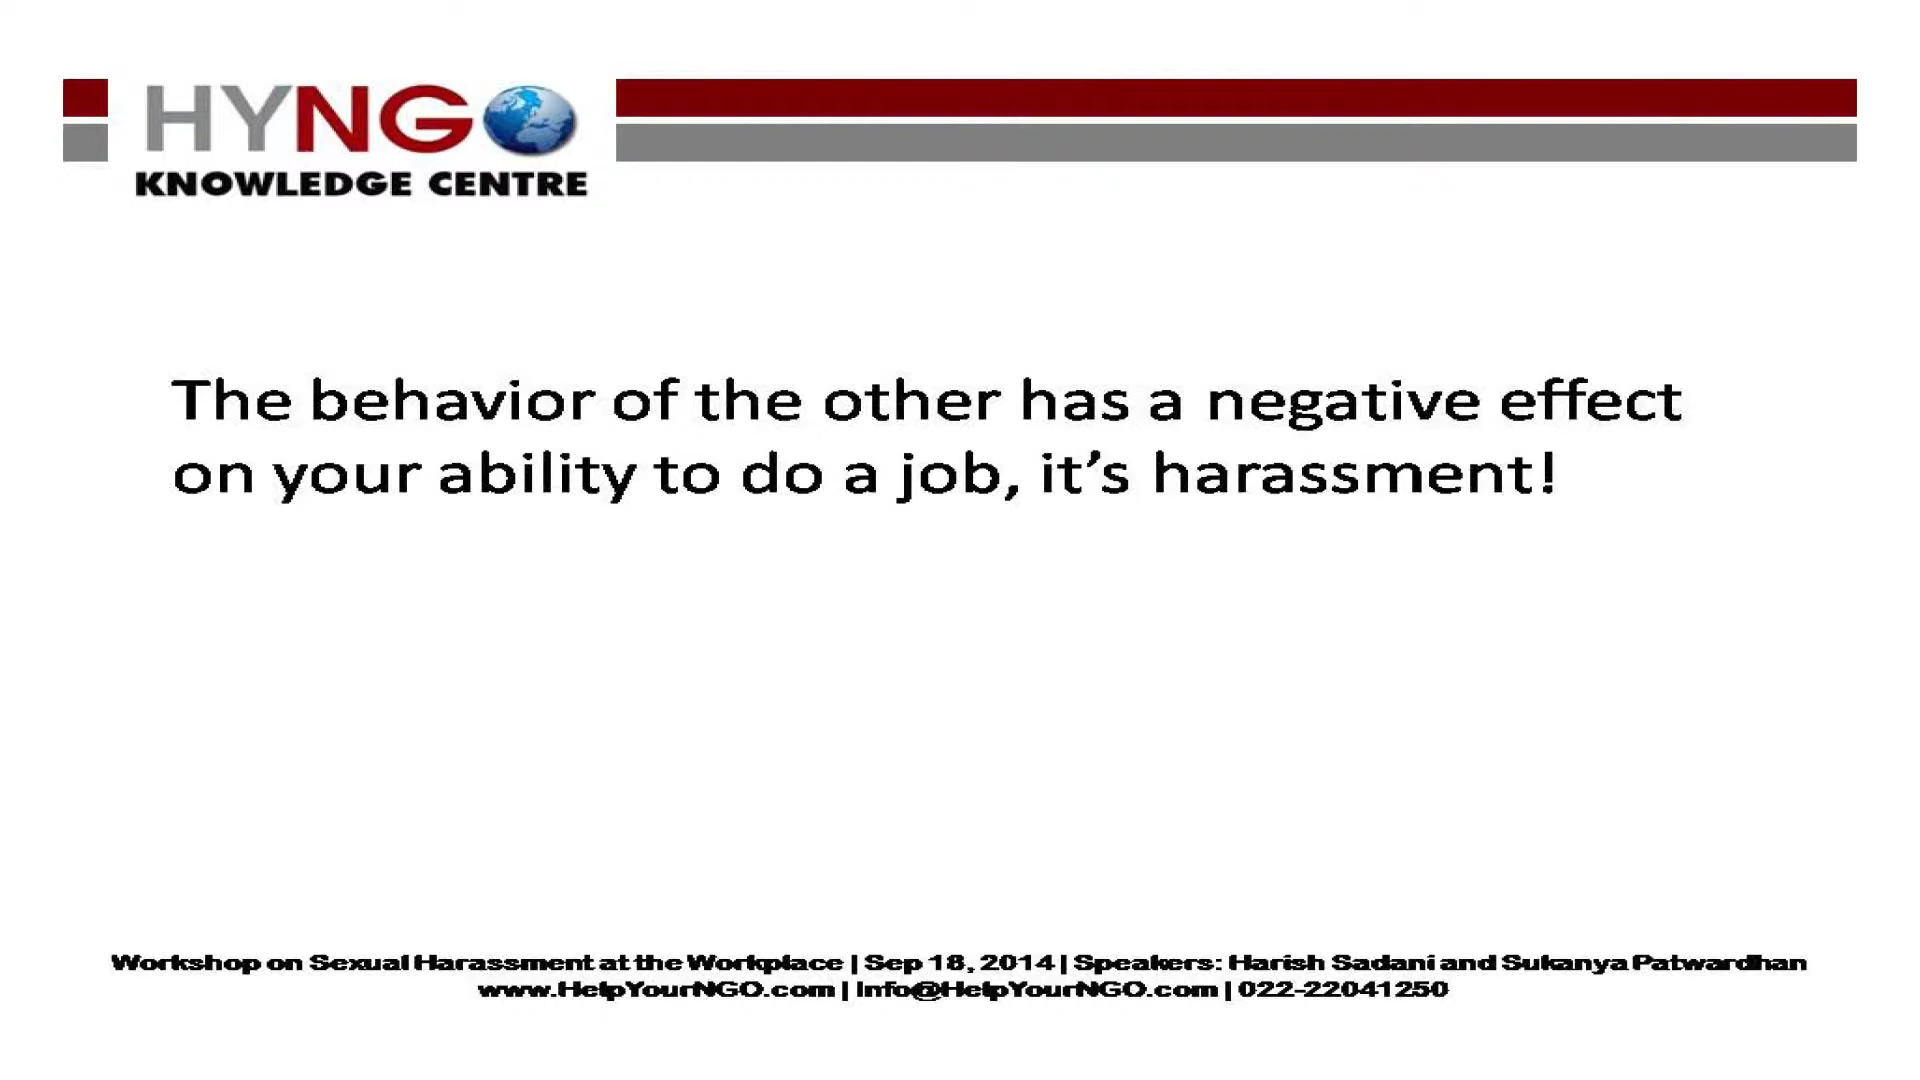 HYNGO
KNOWLEDGE CENTRE
The behavior of the other has a negative effect
on your ability to do a job, it’s harassment!
Workshop on Sexual Harassment at the Workplace | Sep 18, 2014 | Speakers: Harish Sadani and Sukanya Patwardhan
www.HelpYourNGO.com | Info@HelpYourNGO.com | 022-22041250